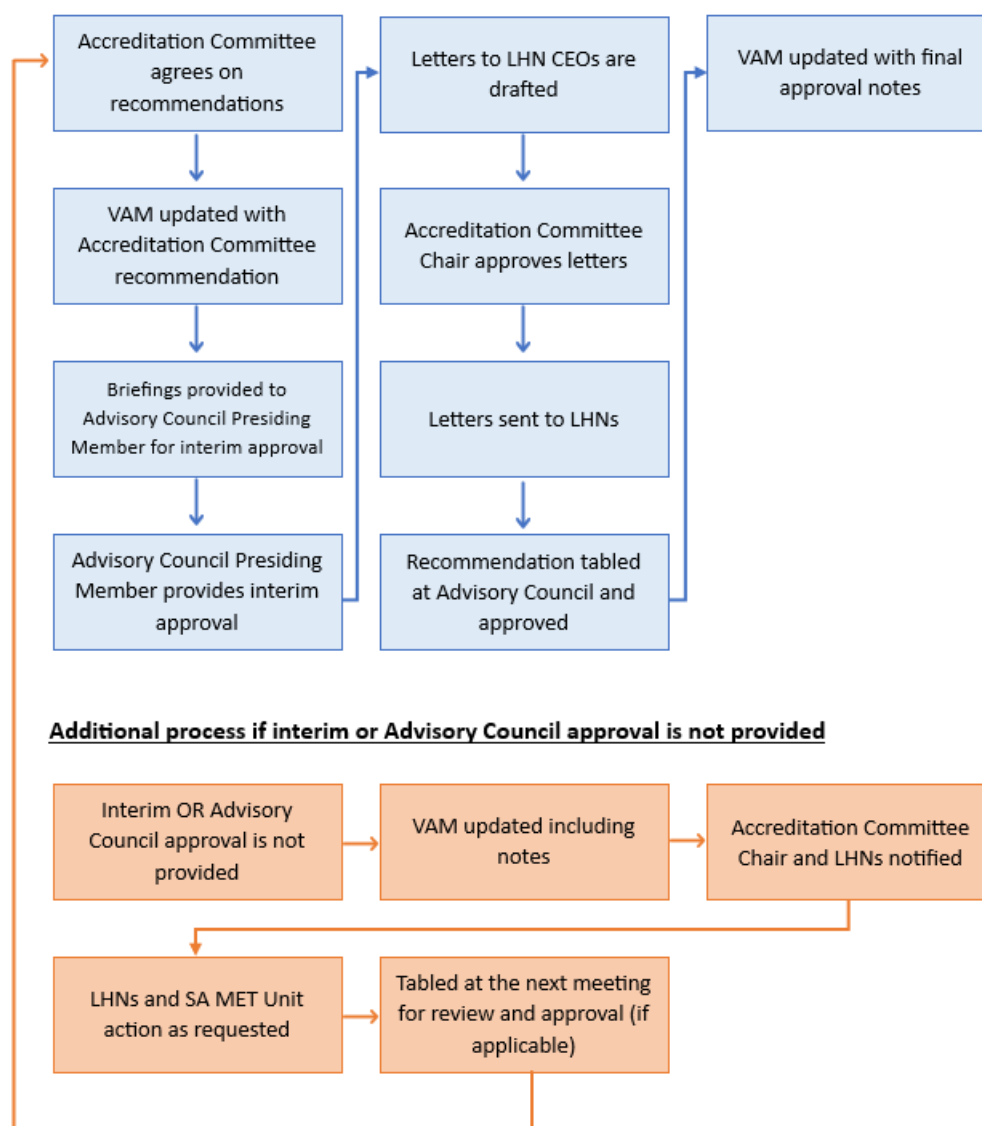 Accreditation Committee
agrees on
recommendations
VAM updated with
Accreditation Committee
recommendation
Briefings provided to
Advisory Council Presiding
Member for interim approval
Advisory Council Presiding
Member provides interim
approval
Letters to LHN CEOs are
drafted
Accreditation Committee
Chair approves letters
Letters sent to LHNs
Recommendation tabled
at Advisory Council and
approved
VAM updated with final
approval notes
Additional process if interim or Advisory Council approval is not provided
Interim OR Advisory
Council approval is not
provided
VAM updated including
notes
Accreditation Committee
Chair and LHNs notified
LHNs and SA MET Unit
action as requested
Tabled at the next meeting
for review and approval (if
applicable)